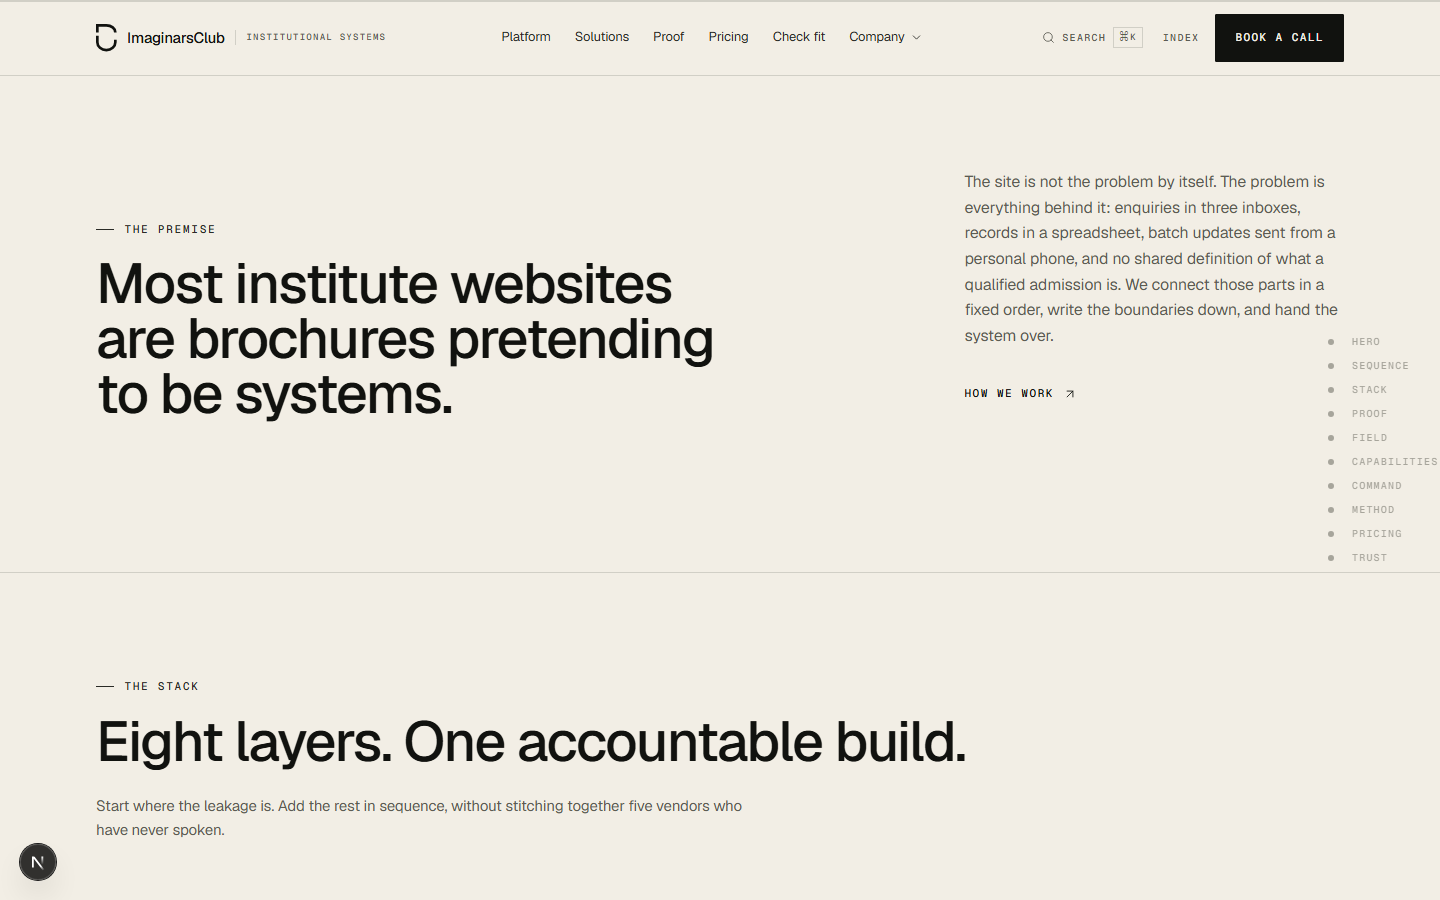 ImaginarsClub
INSTITUTIONAL SYSTEMS
Platform
Solutions
Proof
Pricing
Check fit
Company
SEARCH ⌘K
INDEX
BOOK A CALL
THE PREMISE
Most institute websites
are brochures pretending
to be systems.
The site is not the problem by itself. The problem is
everything behind it: enquiries in three inboxes,
records in a spreadsheet, batch updates sent from a
personal phone, and no shared definition of what a
qualified admission is. We connect those parts in a
fixed order, write the boundaries down, and hand the
system over.
HOW WE WORK
HERO
SEQUENCE
STACK
PROOF
FIELD
CAPABILITIES
COMMAND
METHOD
PRICING
TRUST
THE STACK
Eight layers. One accountable build.
Start where the leakage is. Add the rest in sequence, without stitching together five vendors who
have never spoken.
N